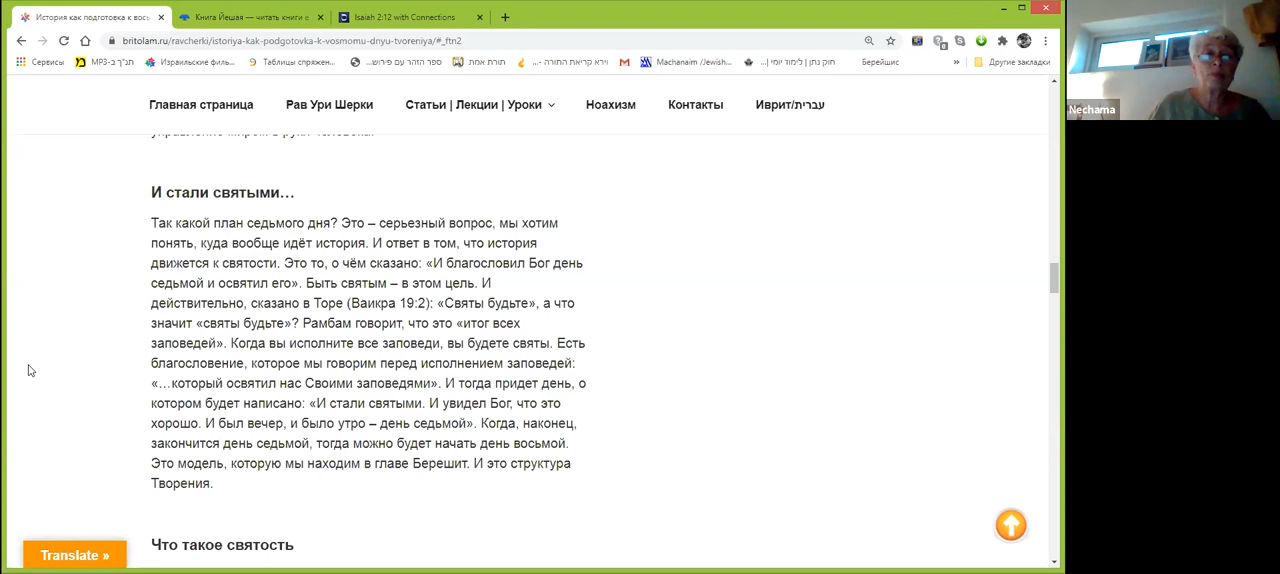 История как подготовка к вось
Книга Йешая — читать книги в
Isaiah 2:12 with Connections
britolam.ru/ravcherki/istoriya-kak-podgotovka-k-vosmomu-dnyu-tvoreniya/#_ftn2
Сервисы
תנ"ך ב-MP3
Израильские филь...
Таблицы спряжен...
ספר הזהר עם פירוש...
תורת אמת
וירא קריאת התורה -...
Machanaim /Jewish...
חוק נתן | לימוד יומי |...
Берейшис
»
Другие закладки
Главная страница
Рав Ури Шерки
Статьи | Лекции | Уроки
Ноахизм
Контакты
Иврит/עברית
управление миром в руки человека.
И стали святыми…
Так какой план седьмого дня? Это – серьезный вопрос, мы хотим
понять, куда вообще идёт история. И ответ в том, что история
движется к святости. Это то, о чём сказано: «И благословил Бог день
седьмой и освятил его». Быть святым – в этом цель. И
действительно, сказано в Торе (Ваикра 19:2): «Святы будьте», а что
значит «святы будьте»? Рамбам говорит, что это «итог всех
заповедей». Когда вы исполните все заповеди, вы будете святы. Есть
благословение, которое мы говорим перед исполнением заповедей:
«…который освятил нас Своими заповедями». И тогда придет день, о
котором будет написано: «И стали святыми. И увидел Бог, что это
хорошо. И был вечер, и было утро – день седьмой». Когда, наконец,
закончится день седьмой, тогда можно будет начать день восьмой.
Это модель, которую мы находим в главе Берешит. И это структура
Творения.
Что такое святость
Translate »
Nechama